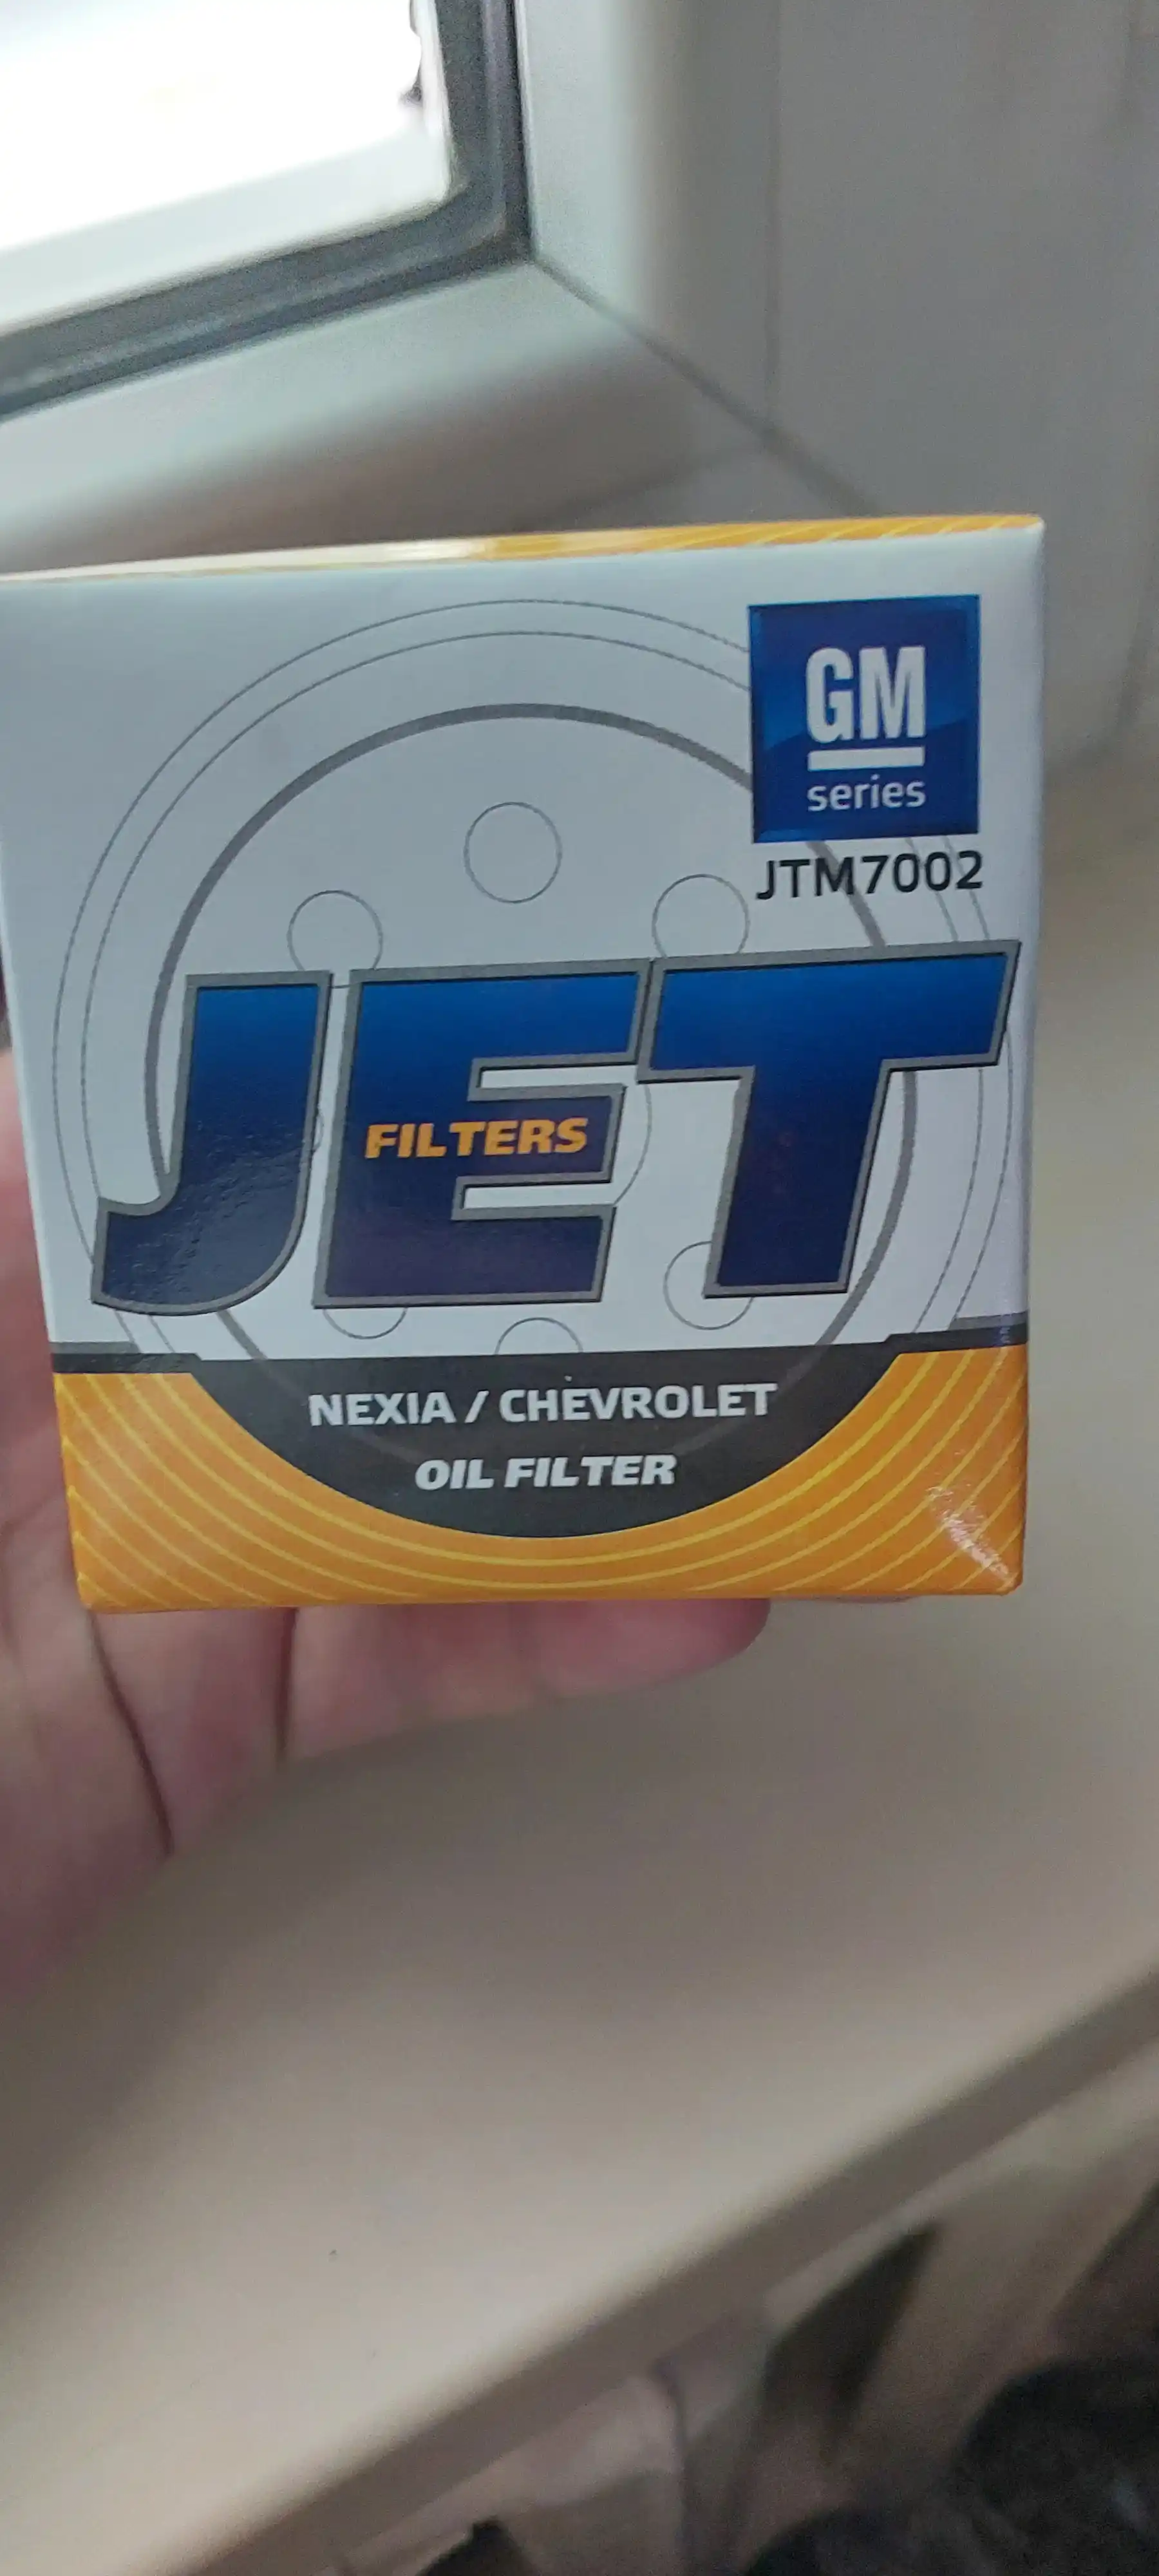 GM
series
JTM7002
JET
FILTERS
NEXIA / CHEVROLET
OIL FILTER